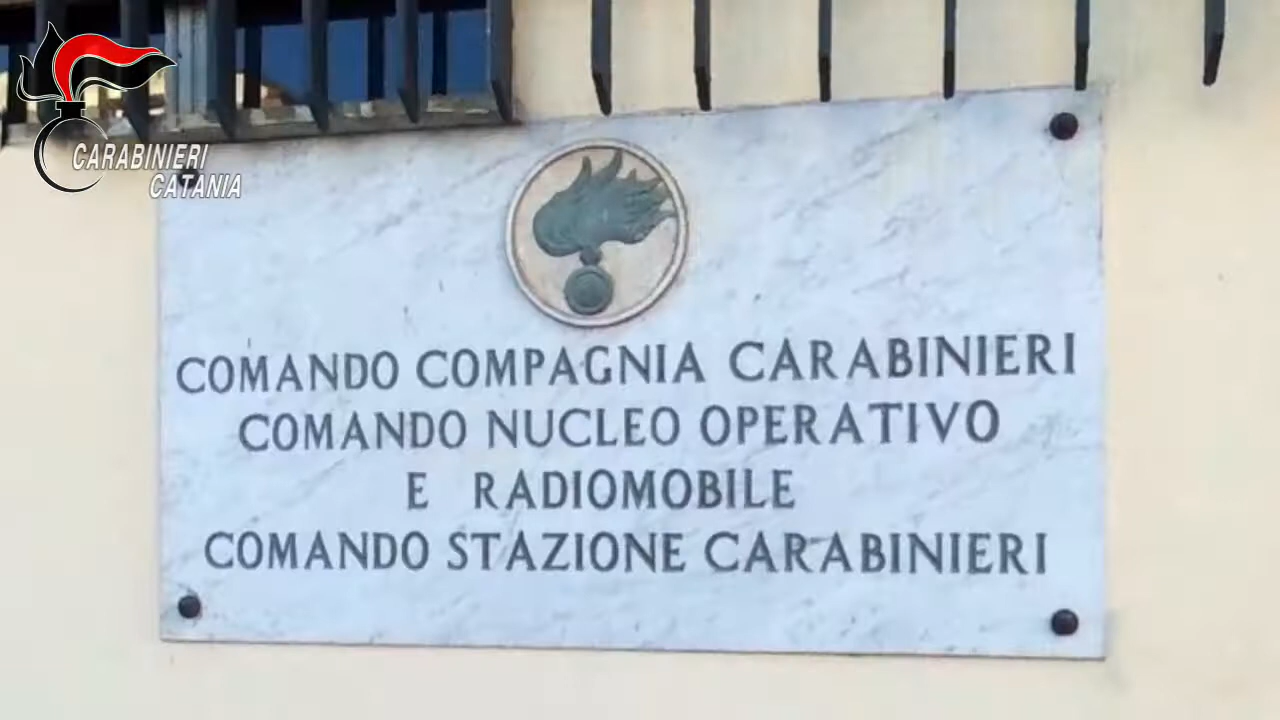 CARABINIERI
CATANIA
COMANDO COMPAGNIA CARABINIERI
COMANDO NUCLEO OPERATIVO
E RADIOMOBILE
COMANDO STAZIONE CARABINIERI